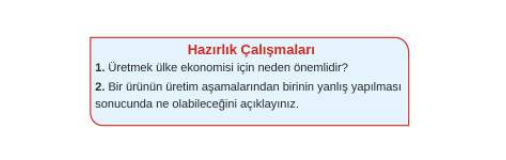 Hazırlık Çalışmaları
1. Üretmek ülke ekonomisi için neden önemlidir?
2. Bir ürünün üretim aşamalarından birinin yanlış yapılması
sonucunda ne olabileceğini açıklayınız.